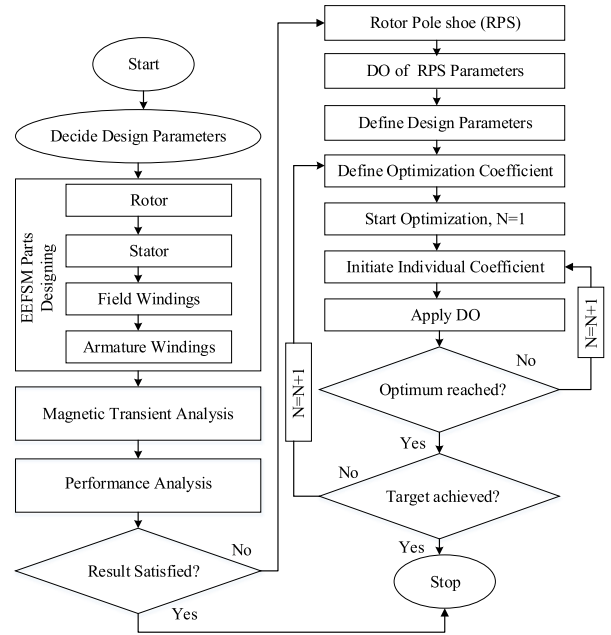 Start
Decide Design Parameters
EEFSM Parts
Designing
Rotor
Stator
Field Windings
Armature Windings
Magnetic Transient Analysis
Performance Analysis
Result Satisfied?
No
Yes
Rotor Pole shoe (RPS)
DO of RPS Parameters
Define Design Parameters
Define Optimization Coefficient
Start Optimization, N=1
Initiate Individual Coefficient
Apply DO
Optimum reached?
No
N=N+1
Yes
Target achieved?
No
N=N+1
Yes
Stop